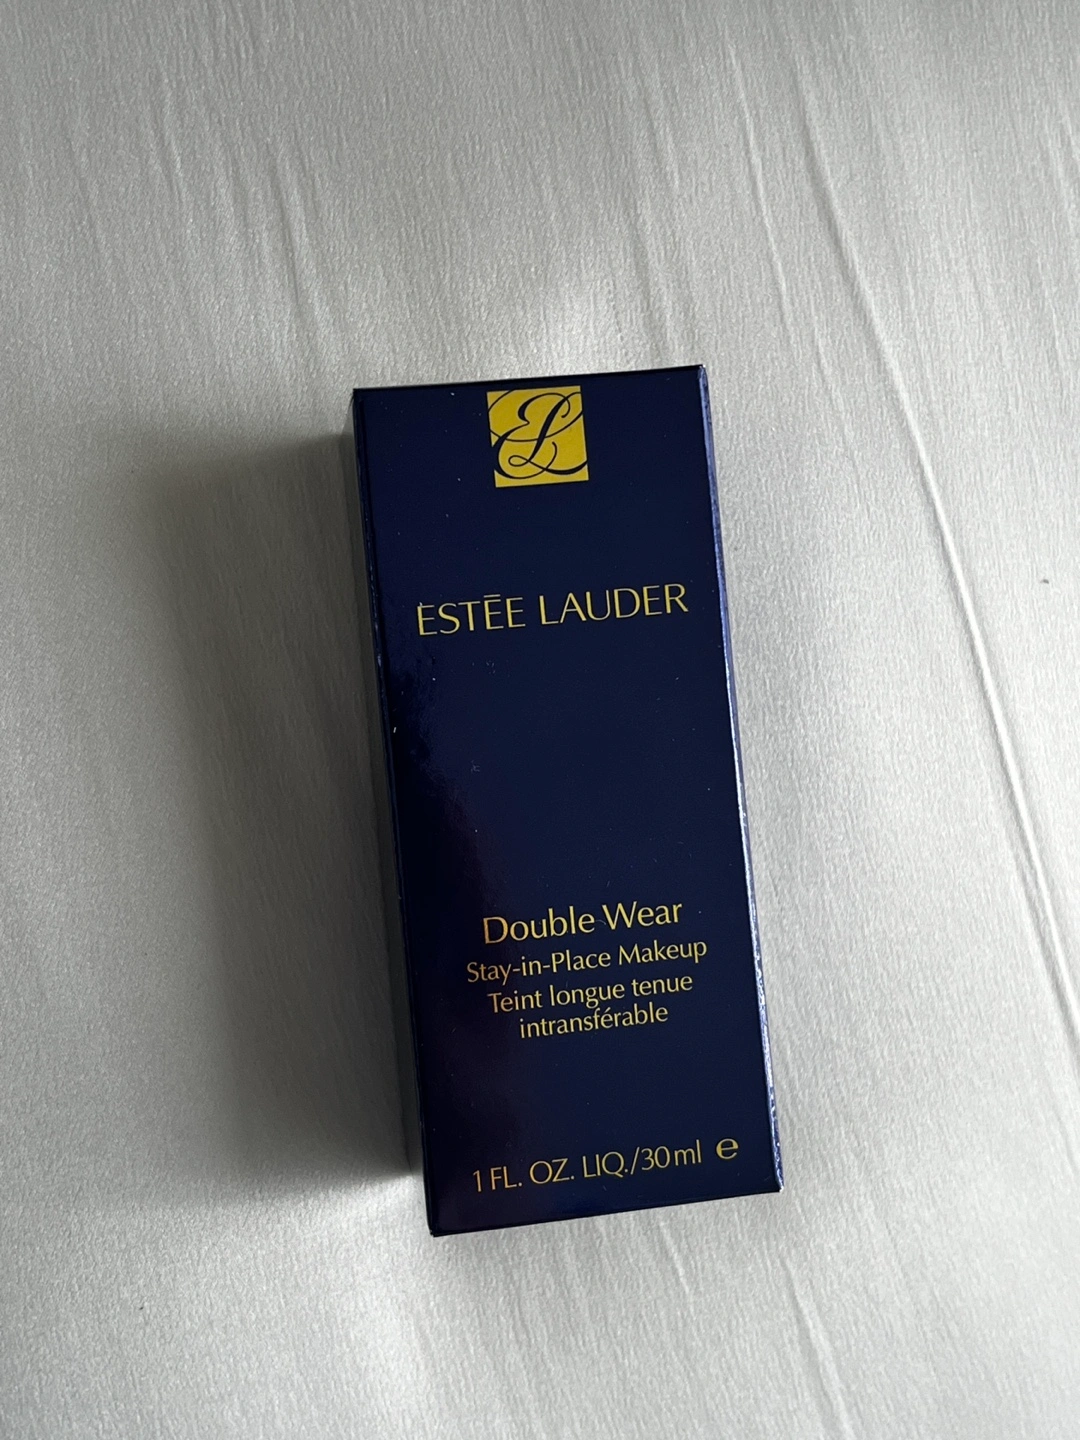 EL
ESTĒE LAUDER
Double Wear
Stay-in-Place Makeup
Teint longue tenue
intransférable
1 FL. OZ. LIQ./30 ml ℮